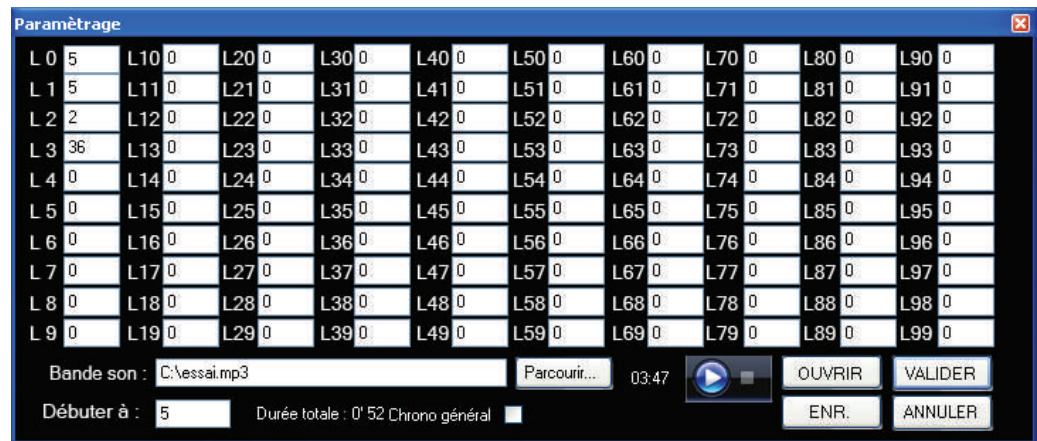 Paramètrage
L 0 5 L10 0 L20 0 L30 0 L40 0 L50 0 L60 0 L70 0 L80 0 L90 0
L 1 5 L11 0 L21 0 L31 0 L41 0 L51 0 L61 0 L71 0 L81 0 L91 0
L 2 2 L12 0 L22 0 L32 0 L42 0 L52 0 L62 0 L72 0 L82 0 L92 0
L 3 36 L13 0 L23 0 L33 0 L43 0 L53 0 L63 0 L73 0 L83 0 L93 0
L 4 0 L14 0 L24 0 L34 0 L44 0 L54 0 L64 0 L74 0 L84 0 L94 0
L 5 0 L15 0 L25 0 L35 0 L45 0 L55 0 L65 0 L75 0 L85 0 L95 0
L 6 0 L16 0 L26 0 L36 0 L46 0 L56 0 L66 0 L76 0 L86 0 L96 0
L 7 0 L17 0 L27 0 L37 0 L47 0 L57 0 L67 0 L77 0 L87 0 L97 0
L 8 0 L18 0 L28 0 L38 0 L48 0 L58 0 L68 0 L78 0 L88 0 L98 0
L 9 0 L19 0 L29 0 L39 0 L49 0 L59 0 L69 0 L79 0 L89 0 L99 0
Bande son : C:\essai.mp3 Parcourir... 03:47 OUVRIR VALIDER
Débuter à : 5 Durée totale : 0' 52 Chrono général ENR. ANNULER